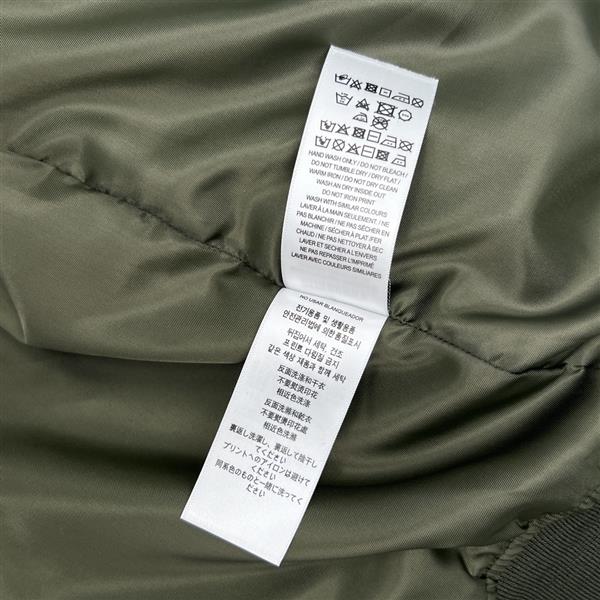 HAND WASH ONLY / DO NOT BLEACH /
DO NOT TUMBLE DRY / DRY FLAT /
WARM IRON / DO NOT DRY CLEAN
WASH AN DRY INSIDE OUT
DO NOT IRON PRINT
WASH WITH SIMILAR COLOURS
LAVER À LA MAIN SEULEMENT. / NE
PAS BLANCHIR / NE PAS SÉCHER EN
MACHINE / SÉCHER À PLAT /FER
CHAUD / NE PAS NETTOYER À SEC
LAVER ET SÉCHER A L'ENVERS
NE PAS REPASSER L'IMPRIMÉ
LAVER AVEC COULEURS SIMILAIRES
NO USAR BLANQUEADOR
전기용품 및 생활용품
안전관리법에 의한 품질표시
뒤집어서 세탁, 건조
프린트 다림질 금지
같은 색상 제품과 함께 세탁
反面洗涤和干衣
不要熨印花
相近色洗涤
反面洗滌和乾衣
不要熨印花處
相近色洗滌
裏返し洗濯し、裏返して捨干し
てください
プリントへのアイロンは避けて
ください
同系色のものと一緒に洗ってく
ださい